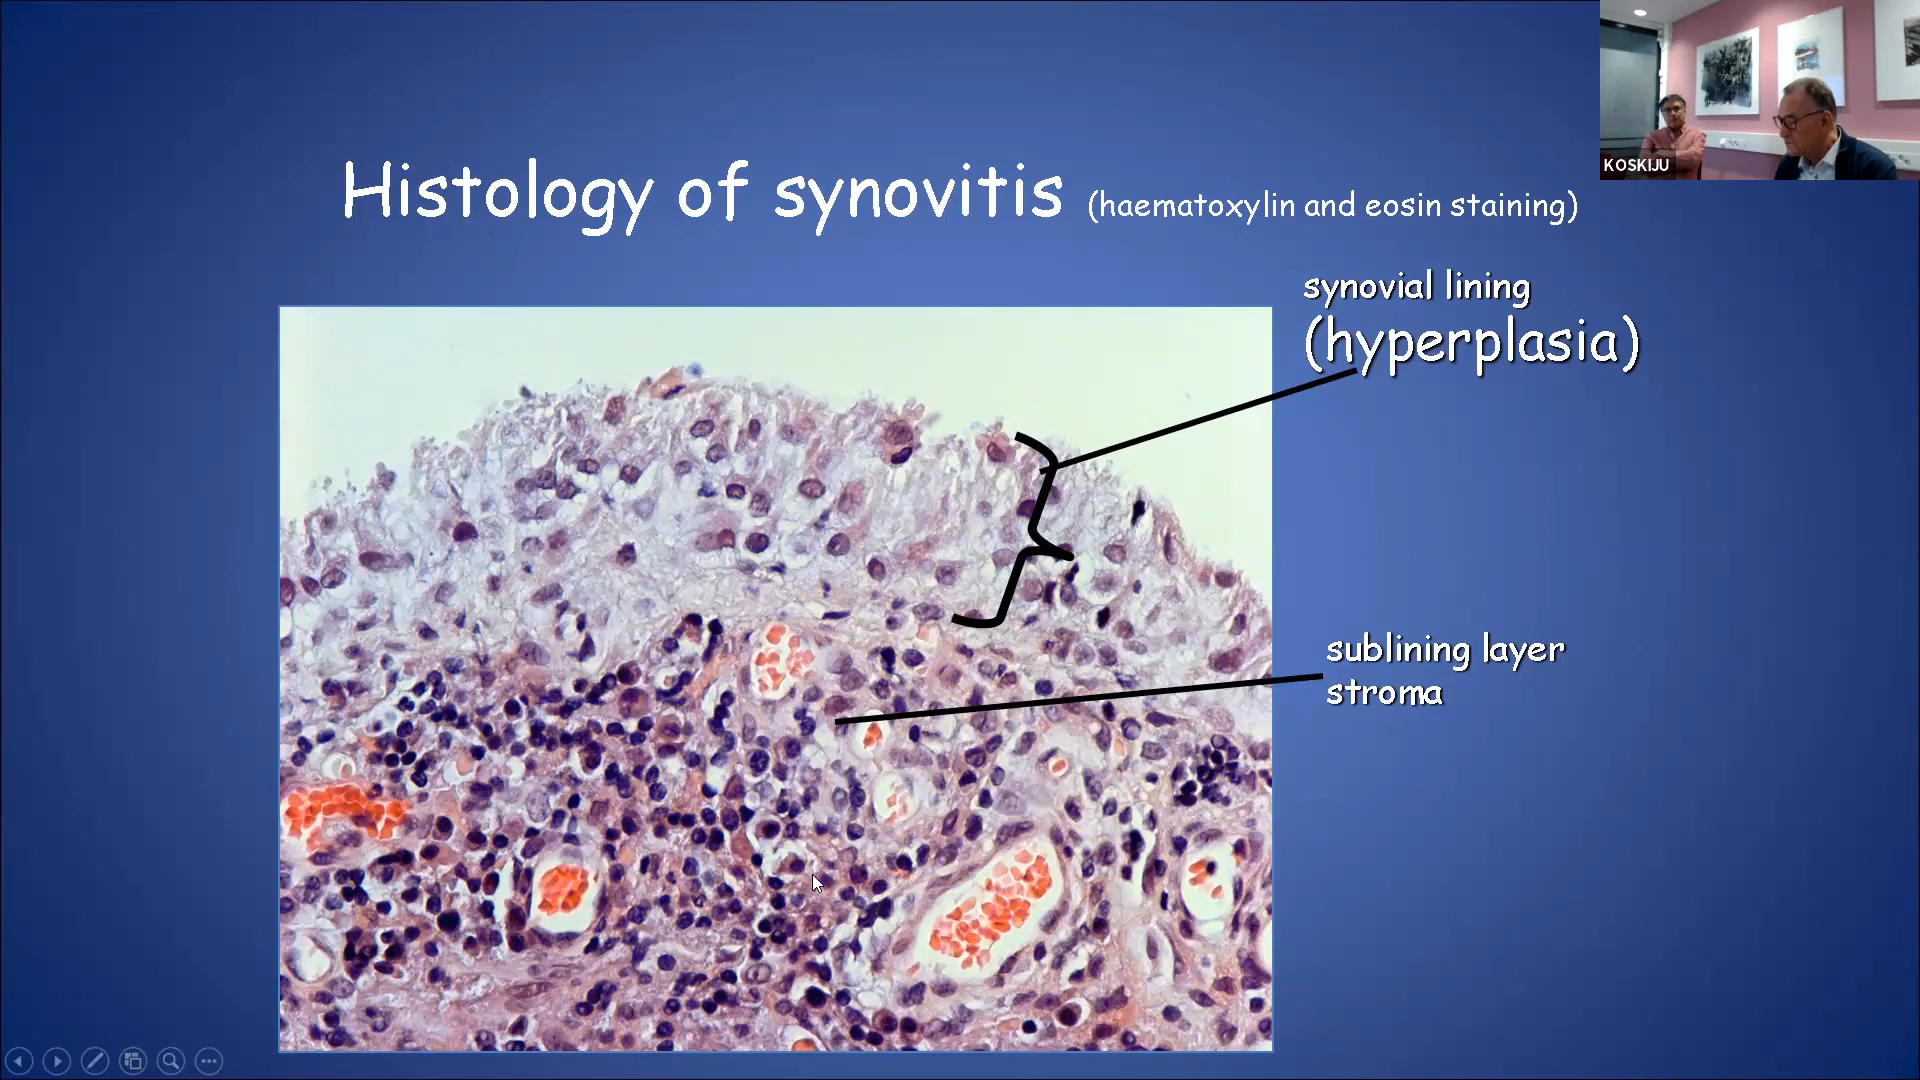 Histology of synovitis (haematoxylin and eosin staining)
synovial lining
(hyperplasia)
sublining layer
stroma
KOSKIJU